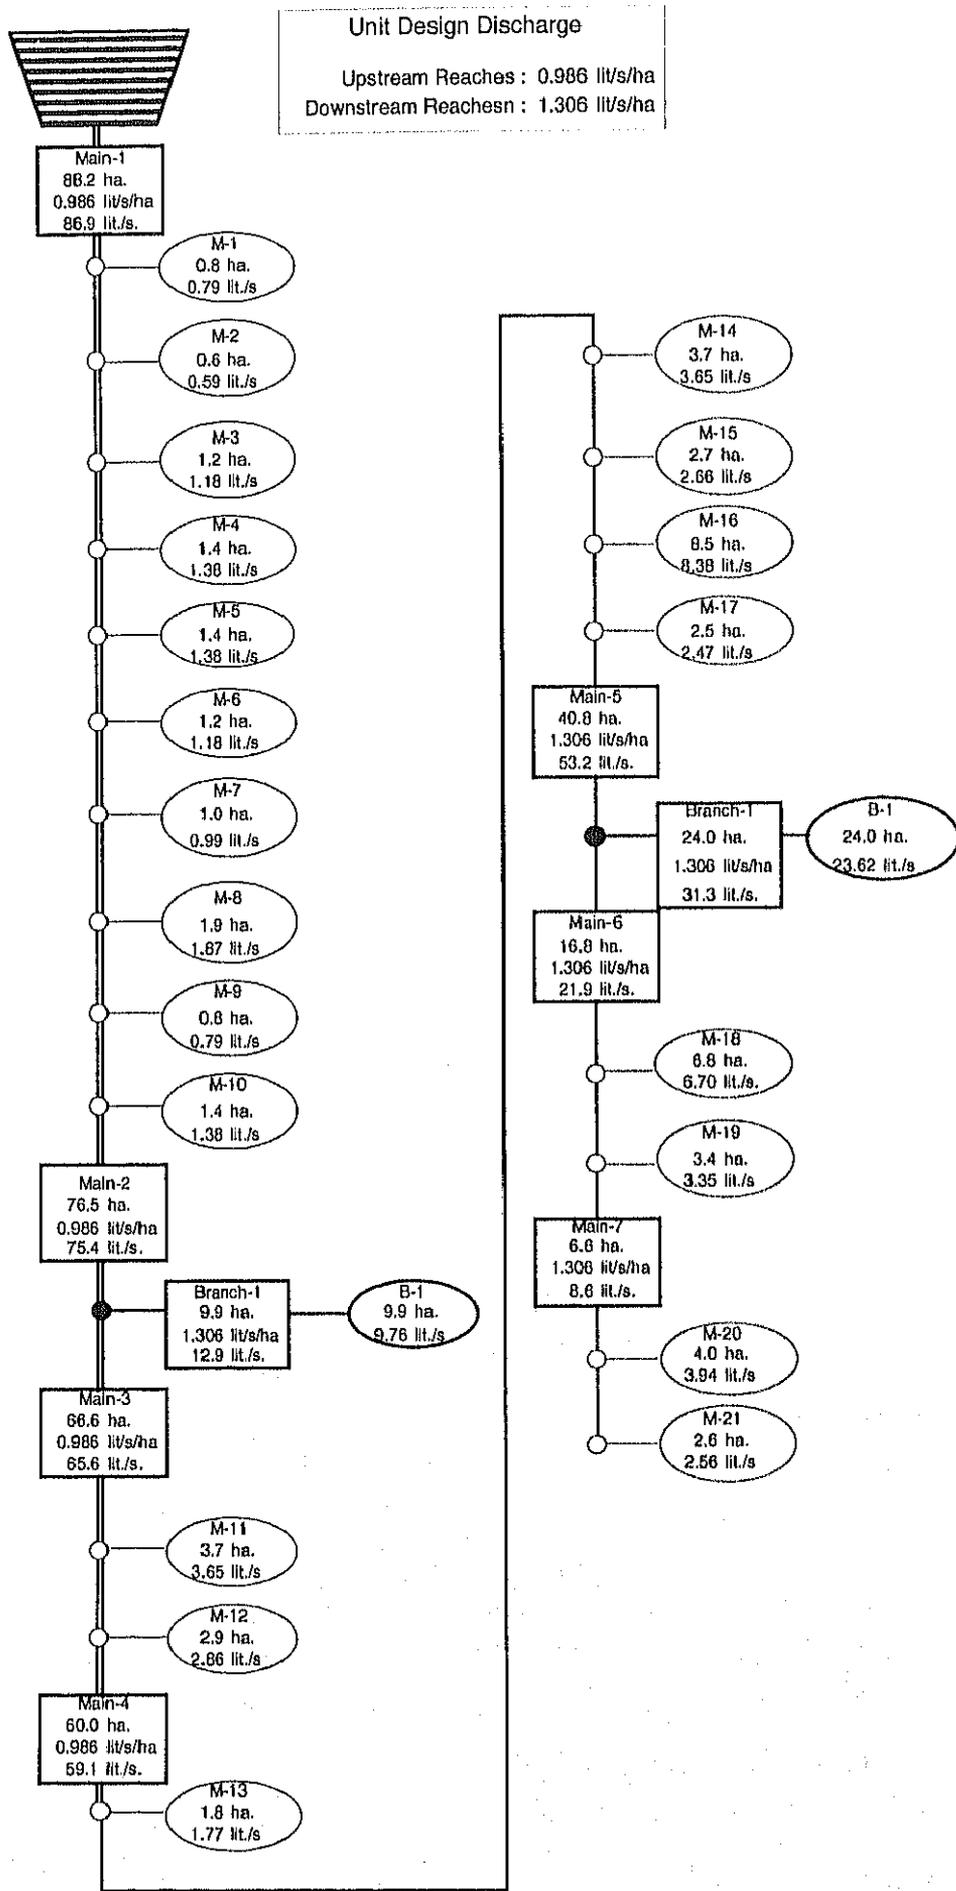 Unit Design Discharge
Upstream Reaches : 0.986 lit/s/ha
Downstream Reachesn : 1.306 lit/s/ha
Main-1
88.2 ha.
0.986 lit/s/ha
86.9 lit./s.
M-1
0.8 ha.
0.79 lit./s
M-2
0.6 ha.
0.59 lit./s
M-3
1.2 ha.
1.18 lit./s
M-4
1.4 ha.
1.38 lit./s
M-5
1.4 ha.
1.38 lit./s
M-6
1.2 ha.
1.18 lit./s
M-7
1.0 ha.
0.99 lit./s
M-8
1.9 ha.
1.87 lit./s
M-9
0.8 ha.
0.79 lit./s
M-10
1.4 ha.
1.38 lit./s
Main-2
76.5 ha.
0.986 lit/s/ha
75.4 lit./s.
Branch-1
9.9 ha.
1.306 lit/s/ha
12.9 lit./s.
B-1
9.9 ha.
9.76 lit./s
Main-3
66.6 ha.
0.986 lit/s/ha
65.6 lit./s.
M-11
3.7 ha.
3.65 lit./s
M-12
2.9 ha.
2.86 lit./s
Main-4
60.0 ha.
0.986 lit/s/ha
59.1 lit./s.
M-13
1.8 ha.
1.77 lit./s
M-14
3.7 ha.
3.65 lit./s
M-15
2.7 ha.
2.66 lit./s
M-16
8.5 ha.
8.38 lit./s
M-17
2.5 ha.
2.47 lit./s
Main-5
40.8 ha.
1.306 lit/s/ha
53.2 lit./s.
Branch-1
24.0 ha.
1.306 lit/s/ha
31.3 lit./s.
B-1
24.0 ha.
23.62 lit./s
Main-6
16.8 ha.
1.306 lit/s/ha
21.9 lit./s.
M-18
6.8 ha.
6.70 lit./s.
M-19
3.4 ha.
3.35 lit./s
Main-7
6.6 ha.
1.306 lit/s/ha
8.6 lit./s.
M-20
4.0 ha.
3.94 lit./s
M-21
2.6 ha.
2.56 lit./s